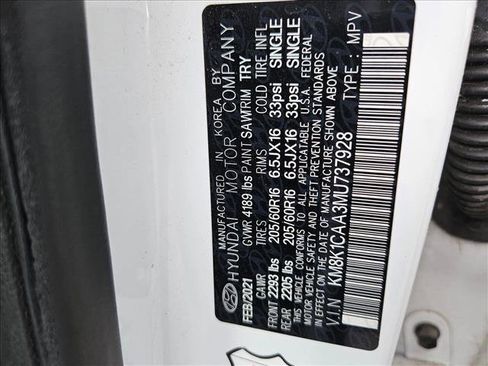 MANUFACTURED IN KOREA BY
HYUNDAI MOTOR COMPANY
FEB/2021 GVWR 4189 lbs PAINT SAW TRIM TRY
GAWR TIRES RIMS COLD TIRE INFL
FRONT 2293 lbs 205/60R16 6.5JX16 33psi SINGLE
REAR 2205 lbs 205/60R16 6.5JX16 33psi SINGLE
THIS VEHICLE CONFORMS TO ALL APPLICABLE U.S.A. FEDERAL
MOTOR VEHICLE SAFETY AND THEFT PREVENTION STANDARDS
IN EFFECT ON THE DATE OF MANUFACTURE SHOWN ABOVE
V.I.N KM8K1CAA3MU737928 TYPE : MPV